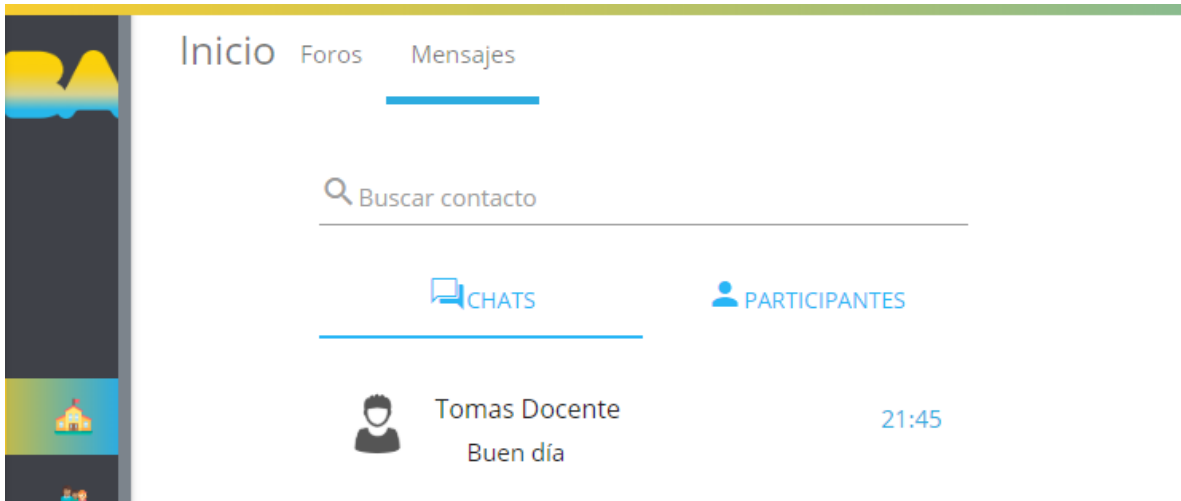 Inicio Foros Mensajes
Buscar contacto
CHATS PARTICIPANTES
Tomas Docente 21:45
Buen día